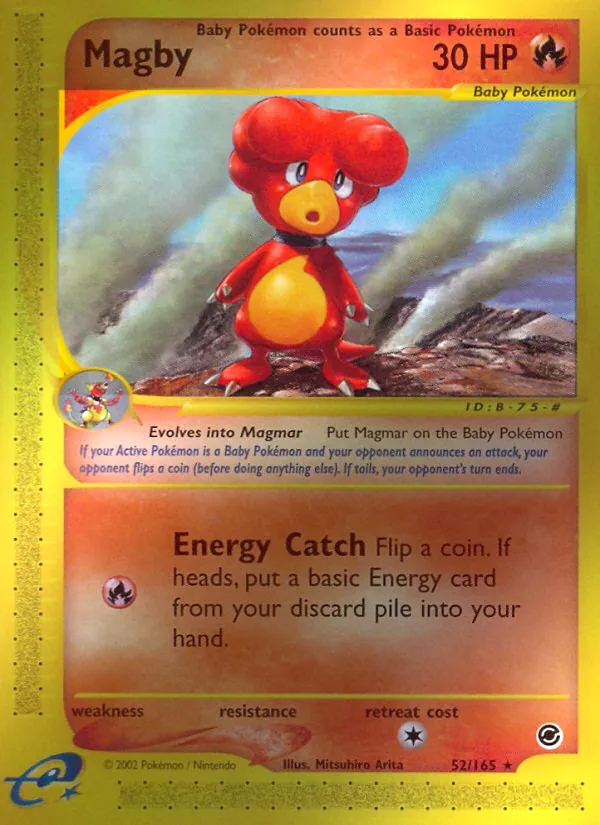 Baby Pokémon counts as a Basic Pokémon
Magby 30 HP
Baby Pokémon
ID:B-75-#
Evolves into Magmar Put Magmar on the Baby Pokémon
If your Active Pokémon is a Baby Pokémon and your opponent announces an attack, your
opponent flips a coin (before doing anything else). If tails, your opponent's turn ends.
Energy Catch Flip a coin. If
heads, put a basic Energy card
from your discard pile into your
hand.
weakness resistance retreat cost
© 2002 Pokémon / Nintendo Illus. Mitsuhiro Arita 52/165 ★
e